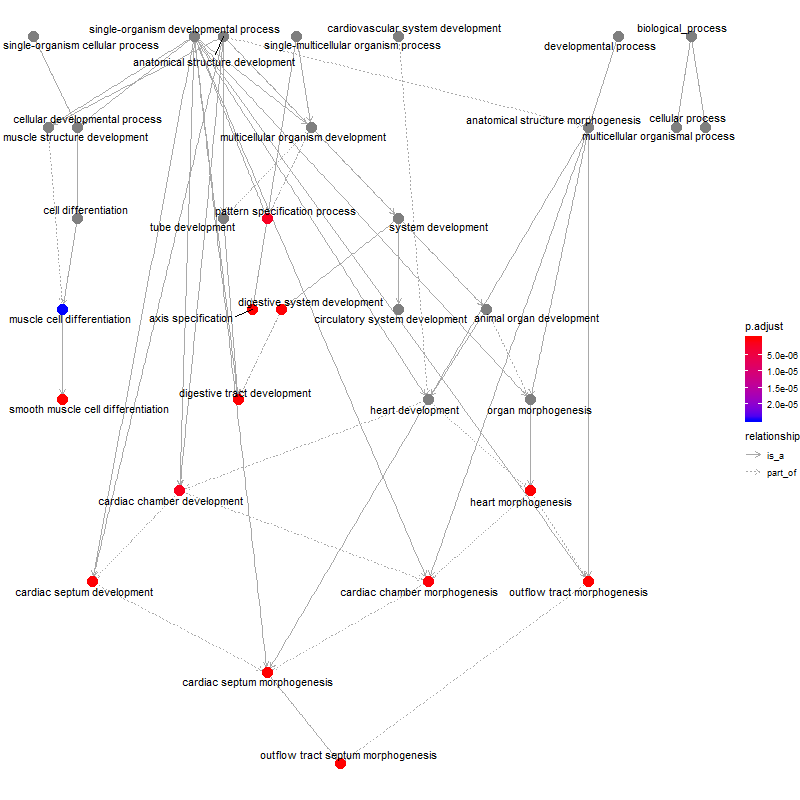 single-organism developmental process
cardiovascular system development
biological_process
single-organism cellular process
single-multicellular organism process
developmental process
anatomical structure development
cellular developmental process
anatomical structure morphogenesis
cellular process
muscle structure development
multicellular organism development
multicellular organismal process
cell differentiation
pattern specification process
tube development
system development
digestive system development
muscle cell differentiation
axis specification
circulatory system development
animal organ development
p.adjust
5.0e-06
1.0e-05
1.5e-05
2.0e-05
digestive tract development
smooth muscle cell differentiation
heart development
organ morphogenesis
relationship
is_a
part_of
cardiac chamber development
heart morphogenesis
cardiac septum development
cardiac chamber morphogenesis
outflow tract morphogenesis
cardiac septum morphogenesis
outflow tract septum morphogenesis